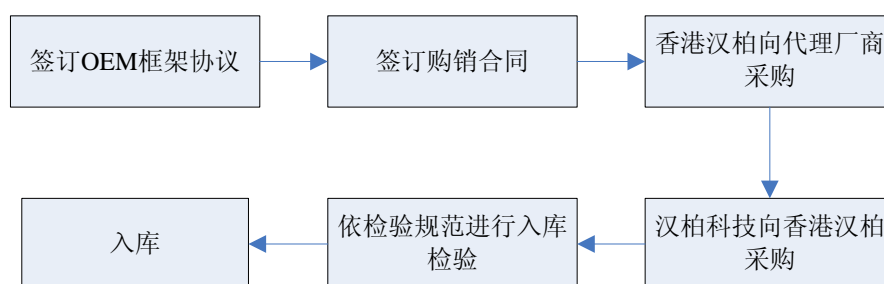 签订OEM框架协议
签订购销合同
香港汉柏向代理厂商
采购
汉柏科技向香港汉柏
采购
依检验规范进行入库
检验
入库